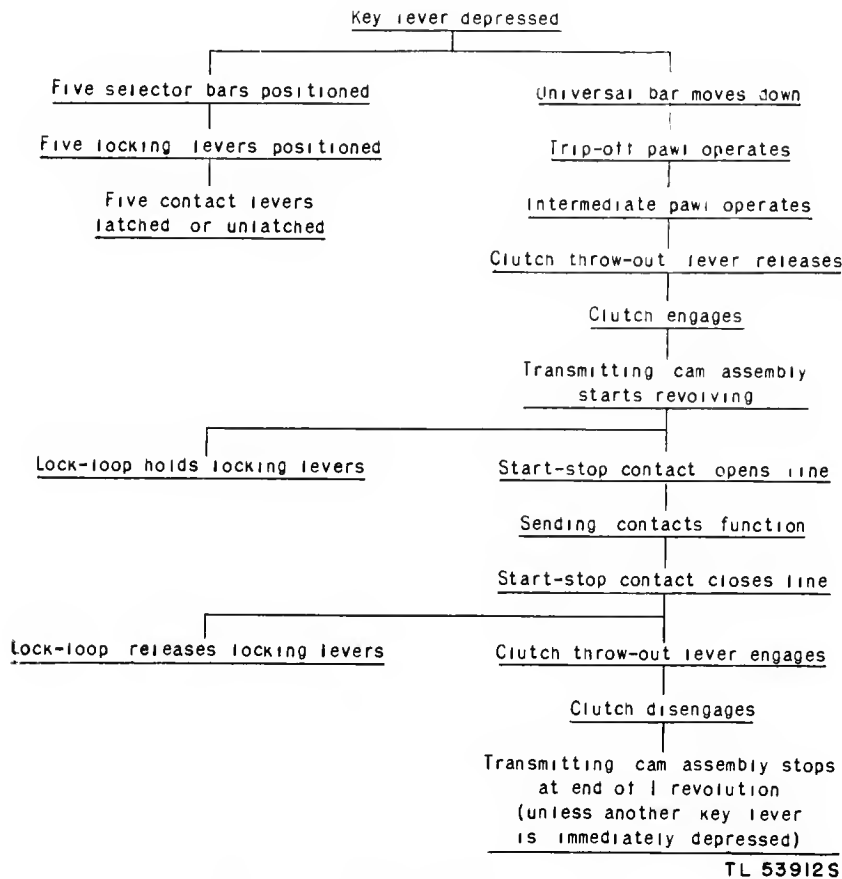 Key lever depressed
Five selector bars positioned
Universal bar moves down
Five locking levers positioned
Trip-off pawl operates
Five contact levers
latched or unlatched
Intermediate pawl operates
Clutch throw-out lever releases
Clutch engages
Transmitting cam assembly
starts revolving
Lock-loop holds locking levers
Start-stop contact opens line
Sending contacts function
Start-stop contact closes line
Lock-loop releases locking levers
Clutch throw-out lever engages
Clutch disengages
Transmitting cam assembly stops
at end of 1 revolution
(unless another key lever
is immediately depressed)
TL 53912S